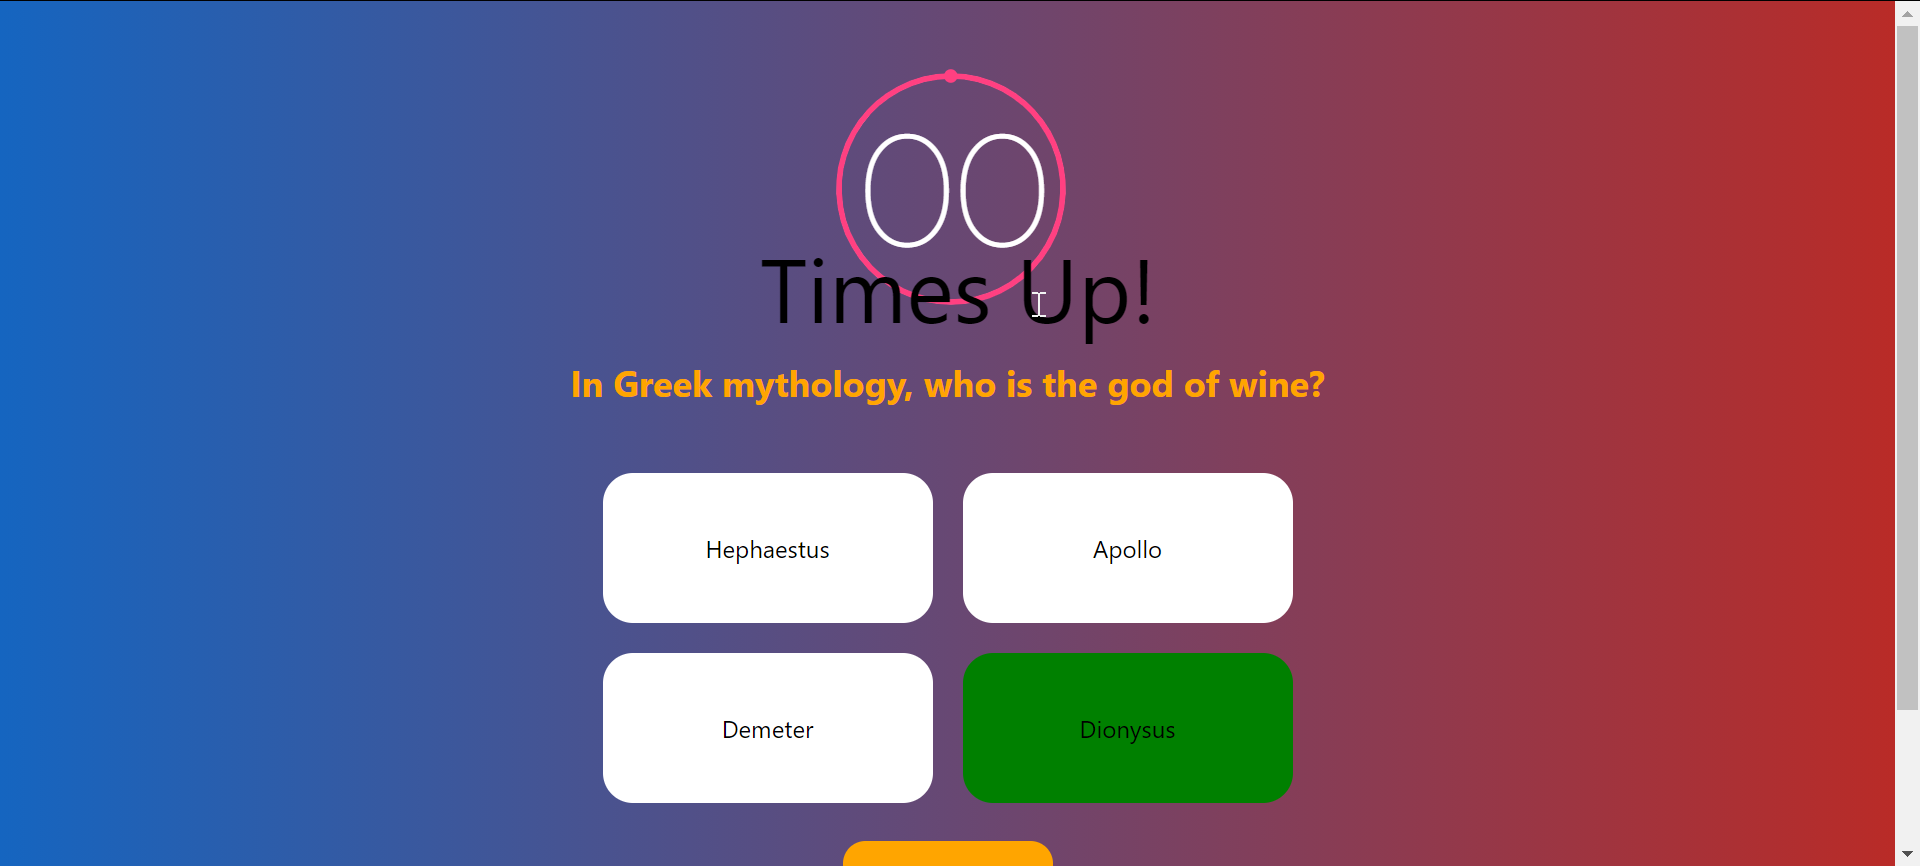 00
Times Up!
In Greek mythology, who is the god of wine?
Hephaestus
Apollo
Demeter
Dionysus